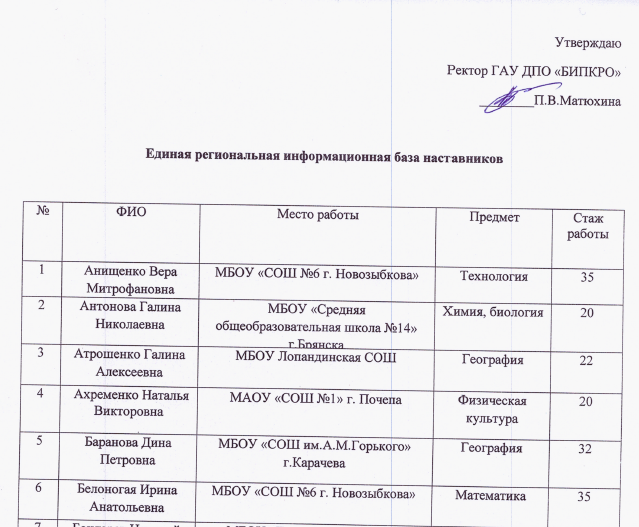 Утверждаю
Ректор ГАУ ДПО «БИПКРО»
П.В.Матюхина
Единая региональная информационная база наставников
№ ФИО Место работы Предмет Стаж
работы
1 Анищенко Вера МБОУ «СОШ №6 г. Новозыбкова» Технология 35
Митрофановна
2 Антонова Галина МБОУ «Средняя Химия, биология 20
Николаевна общеобразовательная школа №14»
г.Брянска
3 Атрошенко Галина МБОУ Лопандинская СОШ География 22
Алексеевна
4 Ахременко Наталья МАОУ «СОШ №1» г. Почепа Физическая 20
Викторовна культура
5 Баранова Дина МБОУ «СОШ им.А.М.Горького» География 32
Петровна г.Карачева
6 Белоногая Ирина МБОУ «СОШ №6 г. Новозыбкова» Математика 35
Анатольевна
7